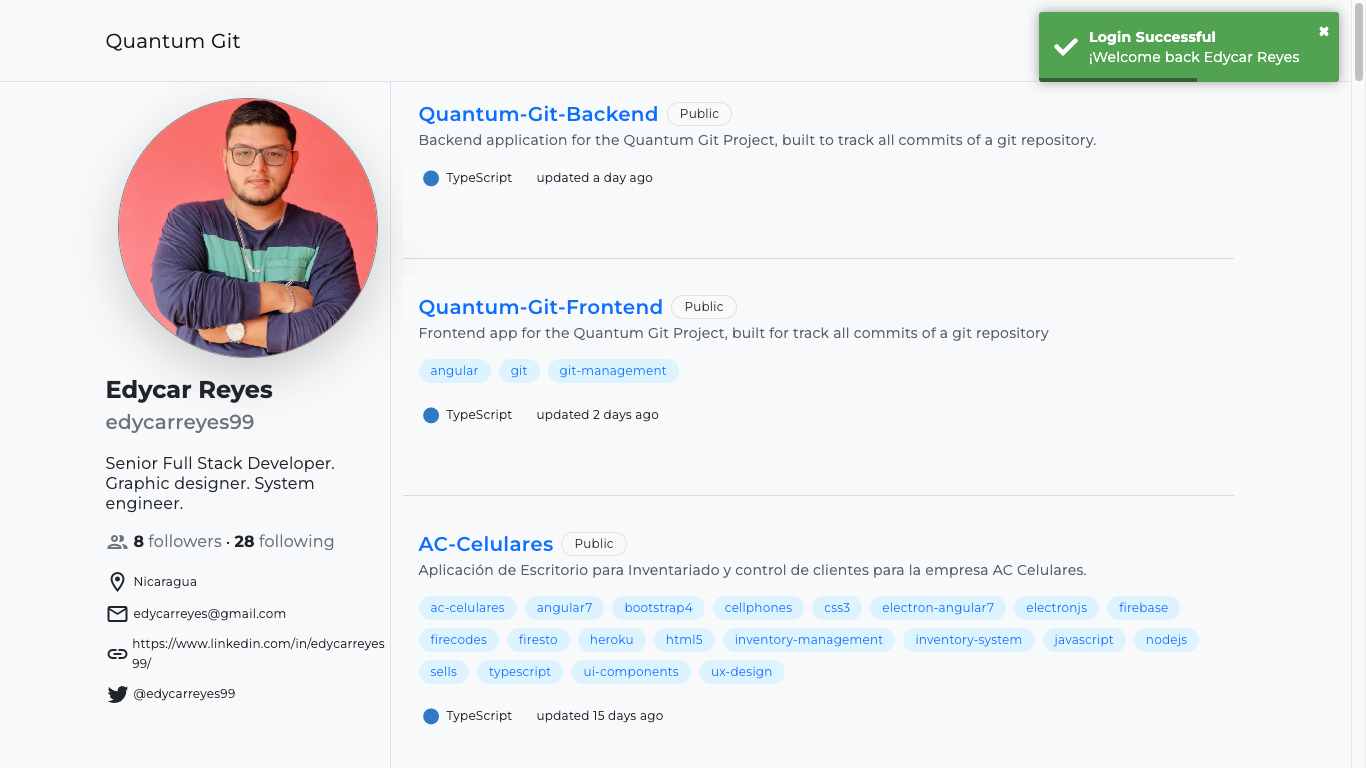 Quantum Git
Login Successful
¡Welcome back Edycar Reyes
Edycar Reyes
edycarreyes99
Senior Full Stack Developer.
Graphic designer. System
engineer.
8 followers · 28 following
Nicaragua
edycarreyes@gmail.com
https://www.linkedin.com/in/edycarreyes
99/
@edycarreyes99
Quantum-Git-Backend Public
Backend application for the Quantum Git Project, built to track all commits of a git repository.
TypeScript updated a day ago
Quantum-Git-Frontend Public
Frontend app for the Quantum Git Project, built for track all commits of a git repository
angular git git-management
TypeScript updated 2 days ago
AC-Celulares Public
Aplicación de Escritorio para Inventariado y control de clientes para la empresa AC Celulares.
ac-celulares angular7 bootstrap4 cellphones css3 electron-angular7 electronjs firebase
firecodes firesto heroku html5 inventory-management inventory-system javascript nodejs
sells typescript ui-components ux-design
TypeScript updated 15 days ago